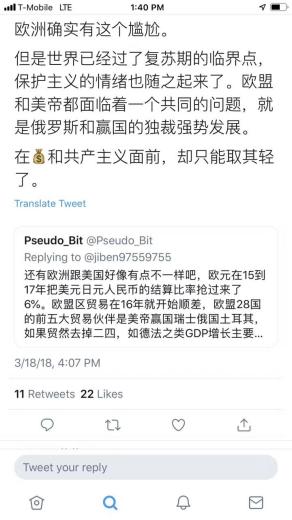 T-Mobile LTE
1:40 PM
欧洲确实有这个尴尬。
但是世界已经过了复苏期的临界点，
保护主义的情绪也随之起来了。欧盟
和美帝都面临着一个共同的问题，就
是俄罗斯和赢国的独裁强势发展。
在💰和共产主义面前，却只能取其轻
了。
Translate Tweet
Pseudo_Bit @Pseudo_Bit
Replying to @jiben97559755
还有欧洲跟美国好像有点不一样吧，欧元在15到
17年把美元日元人民币的结算比率抢过来了
6%。欧盟区贸易在16年就开始顺差，欧盟28国
的前五大贸易伙伴是美帝赢国瑞士俄国土耳其，
如果贸然去掉二四，如德法之类GDP增长主要...
3/18/18, 4:07 PM
11 Retweets 22 Likes
Tweet your reply